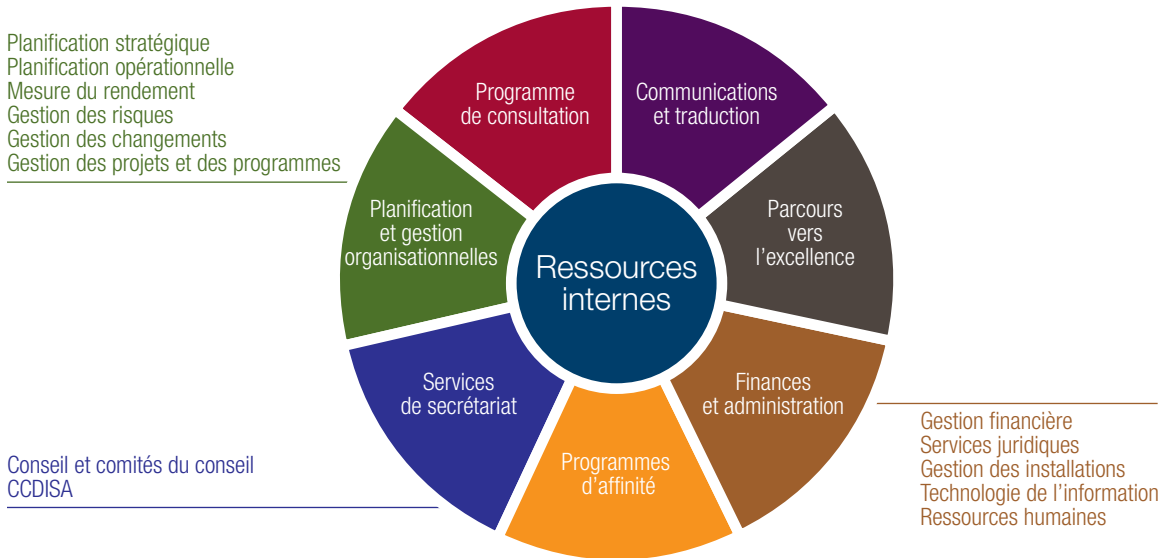 Planification stratégique
Planification opérationnelle
Mesure du rendement
Gestion des risques
Gestion des changements
Gestion des projets et des programmes
Programme
de consultation
Communications
et traduction
Planification
et gestion
organisationnelles
Parcours
vers
l'excellence
Ressources
internes
Services
de secrétariat
Finances
et administration
Programmes
d'affinité
Conseil et comités du conseil
CCDISA
Gestion financière
Services juridiques
Gestion des installations
Technologie de l'information
Ressources humaines